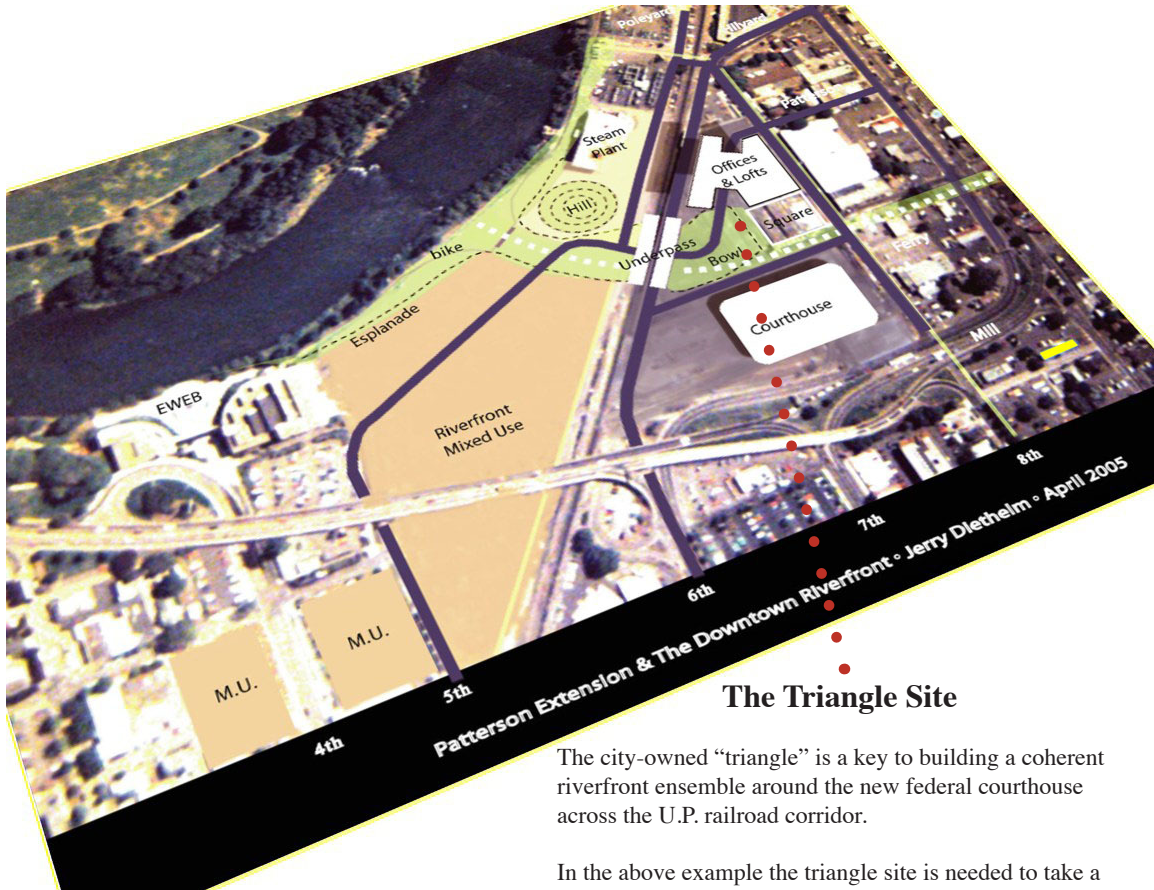 Poleyard
Steam
Plant
Patterson
Offices
& Lofts
Hill
Square
bike
Underpass
Bowl
Ferry
Esplanade
Courthouse
Mill
EWEB
Riverfront
Mixed Use
M.U.
M.U.
8th
7th
6th
5th
4th
Patterson Extension & The Downtown Riverfront ° Jerry Diethelm ° April 2005
The Triangle Site
The city-owned “triangle” is a key to building a coherent
riverfront ensemble around the new federal courthouse
across the U.P. railroad corridor.
In the above example the triangle site is needed to take a